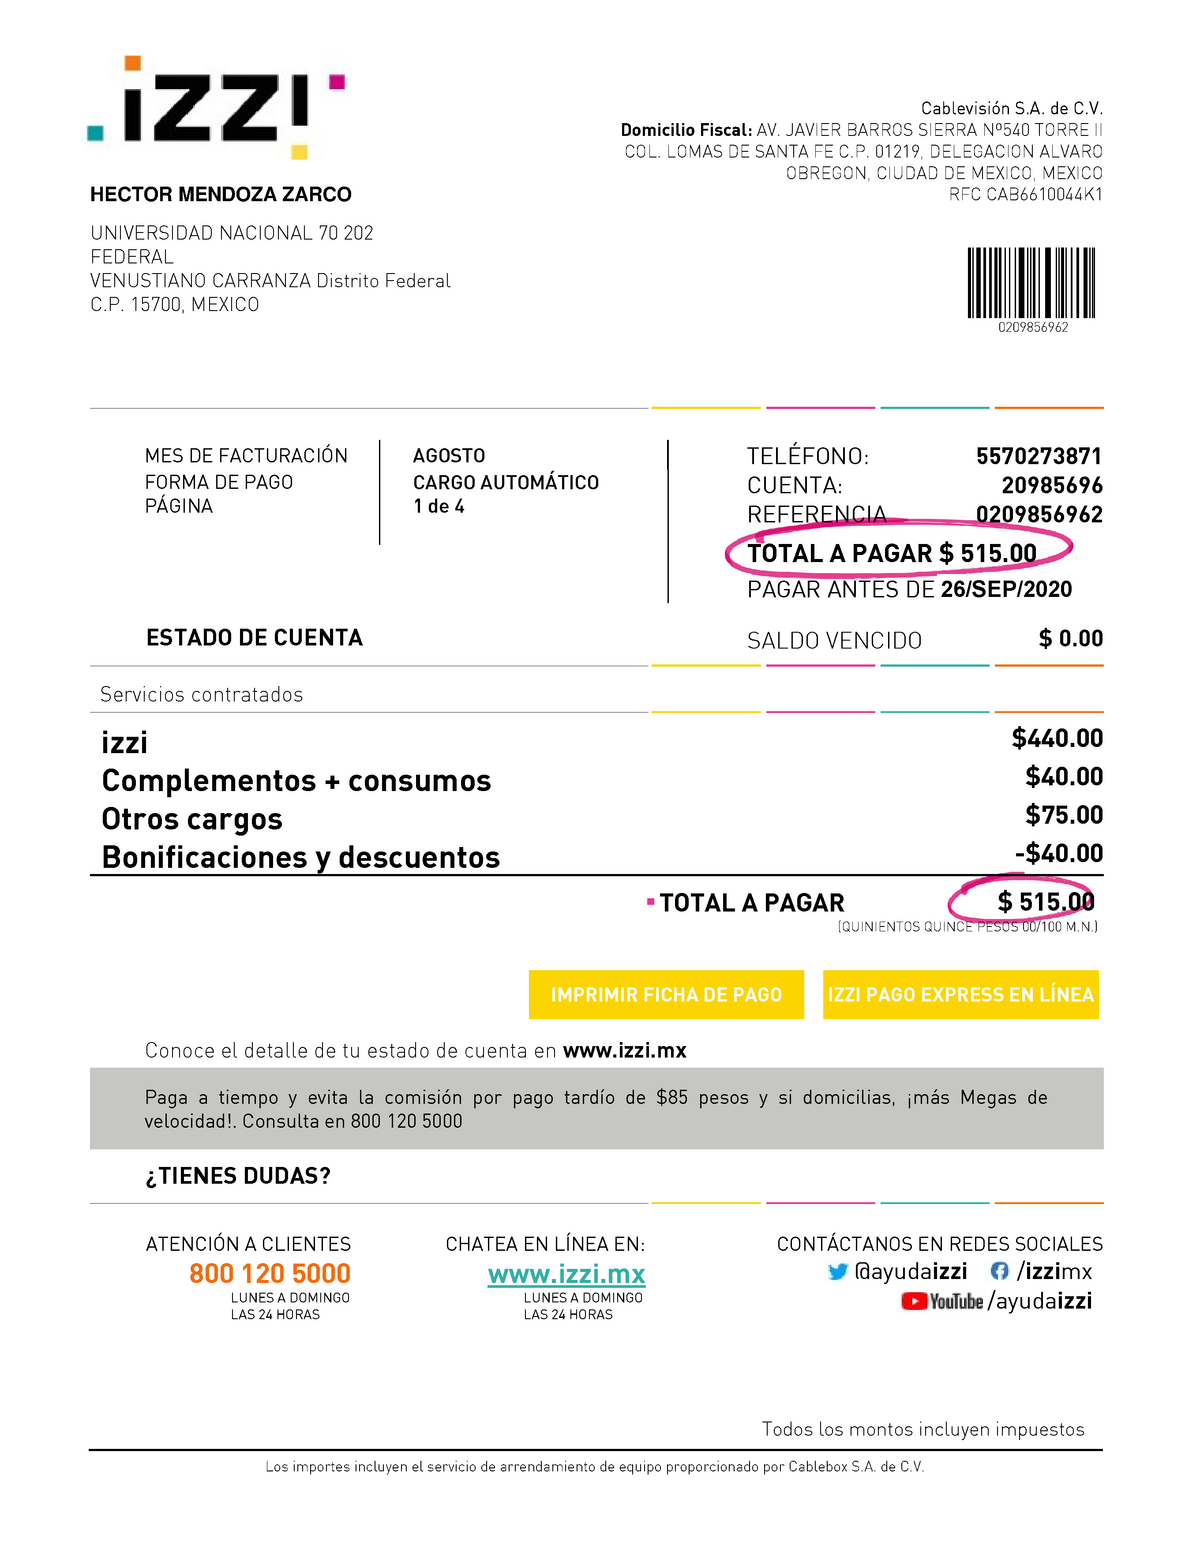 izzi
Cablevisión S.A. de C.V.
Domicilio Fiscal: AV. JAVIER BARROS SIERRA Nº540 TORRE II
COL. LOMAS DE SANTA FE C.P. 01219, DELEGACION ALVARO
OBREGON, CIUDAD DE MEXICO, MEXICO
RFC CAB6610044K1
HECTOR MENDOZA ZARCO
UNIVERSIDAD NACIONAL 70 202
FEDERAL
VENUSTIANO CARRANZA Distrito Federal
C.P. 15700, MEXICO
0209856962
MES DE FACTURACIÓN AGOSTO
FORMA DE PAGO CARGO AUTOMÁTICO
PÁGINA 1 de 4
TELÉFONO: 5570273871
CUENTA: 20985696
REFERENCIA 0209856962
TOTAL A PAGAR $ 515.00
PAGAR ANTES DE 26/SEP/2020
ESTADO DE CUENTA
SALDO VENCIDO $ 0.00
Servicios contratados
izzi $440.00
Complementos + consumos $40.00
Otros cargos $75.00
Bonificaciones y descuentos -$40.00
TOTAL A PAGAR $ 515.00
(QUINIENTOS QUINCE PESOS 00/100 M.N.)
IMPRIMIR FICHA DE PAGO
IZZI PAGO EXPRESS EN LÍNEA
Conoce el detalle de tu estado de cuenta en www.izzi.mx
Paga a tiempo y evita la comisión por pago tardío de $85 pesos y si domicilias, ¡más Megas de
velocidad!. Consulta en 800 120 5000
¿TIENES DUDAS?
ATENCIÓN A CLIENTES
800 120 5000
LUNES A DOMINGO
LAS 24 HORAS
CHATEA EN LÍNEA EN:
www.izzi.mx
LUNES A DOMINGO
LAS 24 HORAS
CONTÁCTANOS EN REDES SOCIALES
@ayudaizzi /izzimx
YouTube /ayudaizzi
Todos los montos incluyen impuestos
Los importes incluyen el servicio de arrendamiento de equipo proporcionado por Cablebox S.A. de C.V.